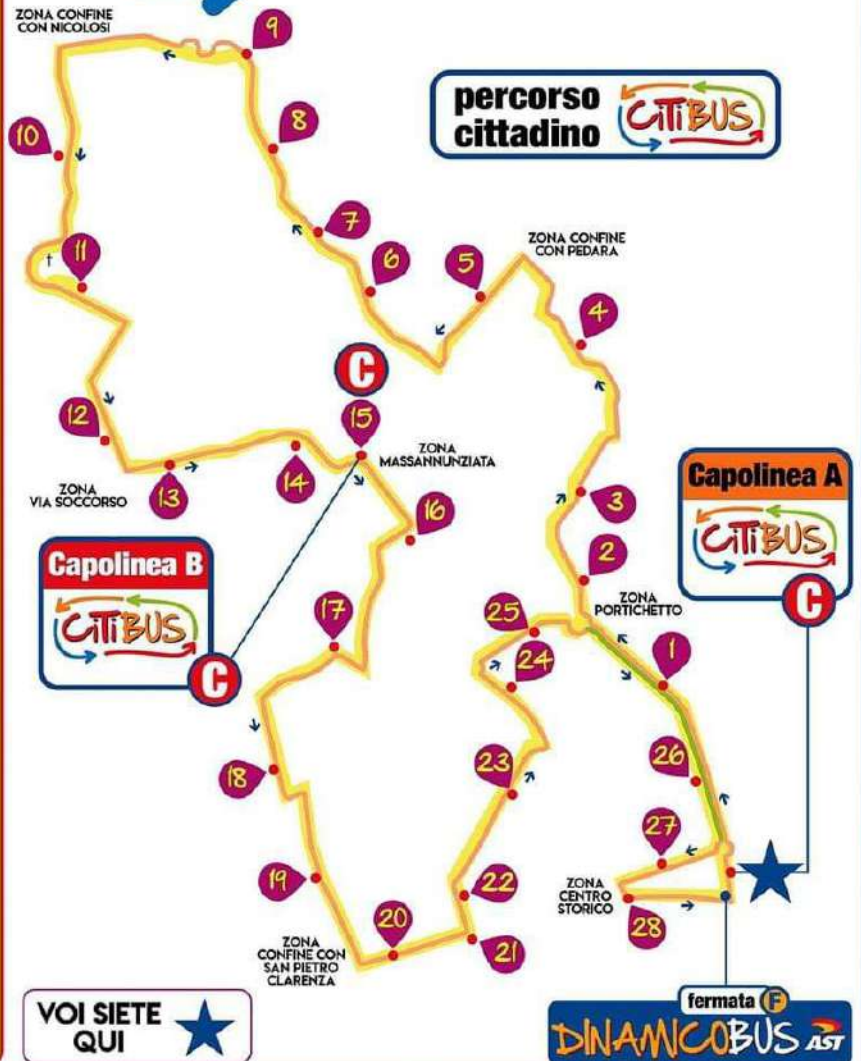 ZONA CONFINE
CON NICOLOSI
9
8
10
percorso
cittadino
CiTiBUS
7
11
6
5
ZONA CONFINE
CON PEDARA
4
C
15
12
ZONA
MASSANNUNZIATA
ZONA
VIA SOCCORSO
13
14
16
3
Capolinea A
CiTiBUS
C
2
Capolinea B
CiTiBUS
C
17
25
ZONA
PORTICHETTO
24
1
18
23
26
27
19
22
ZONA
CENTRO
STORICO
28
20
21
ZONA
CONFINE CON
SAN PIETRO
CLARENZA
VOI SIETE
QUI
fermata F
DINAMICOBUS AST